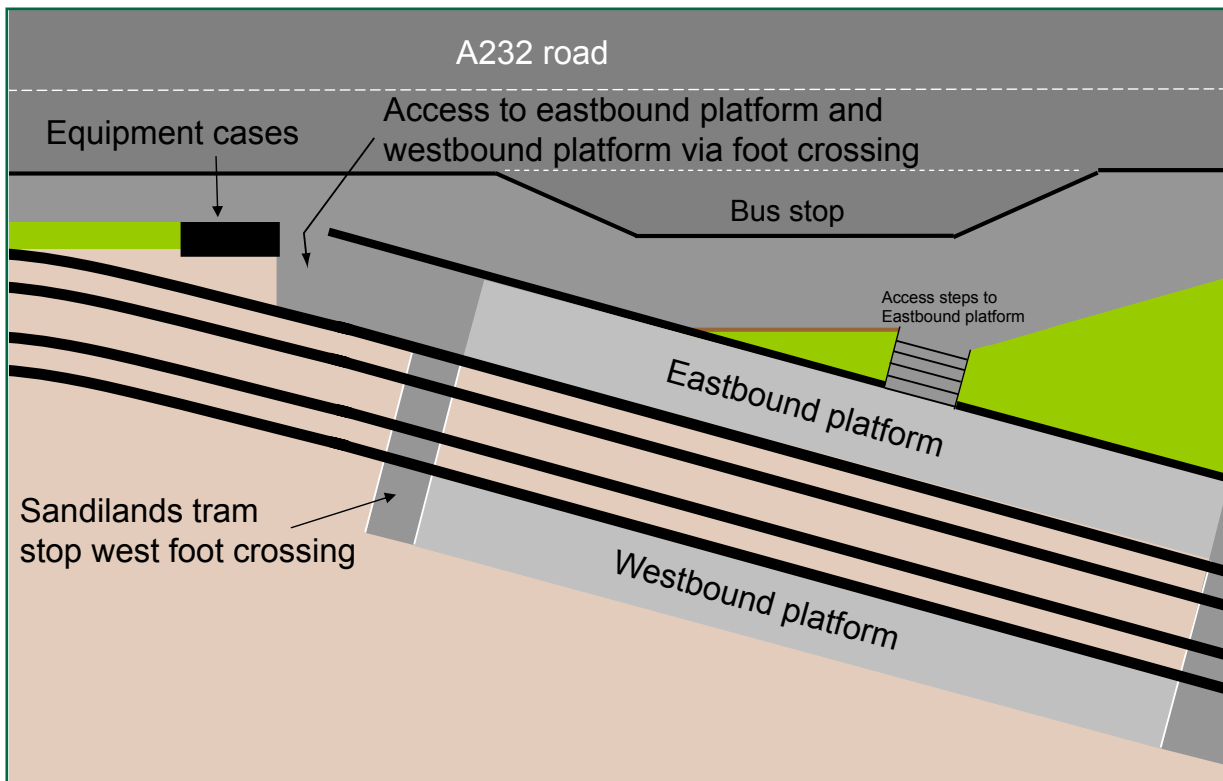 A232 road
Access to eastbound platform and
westbound platform via foot crossing
Equipment cases
Bus stop
Access steps to
Eastbound platform
Eastbound platform
Sandilands tram
stop west foot crossing
Westbound platform